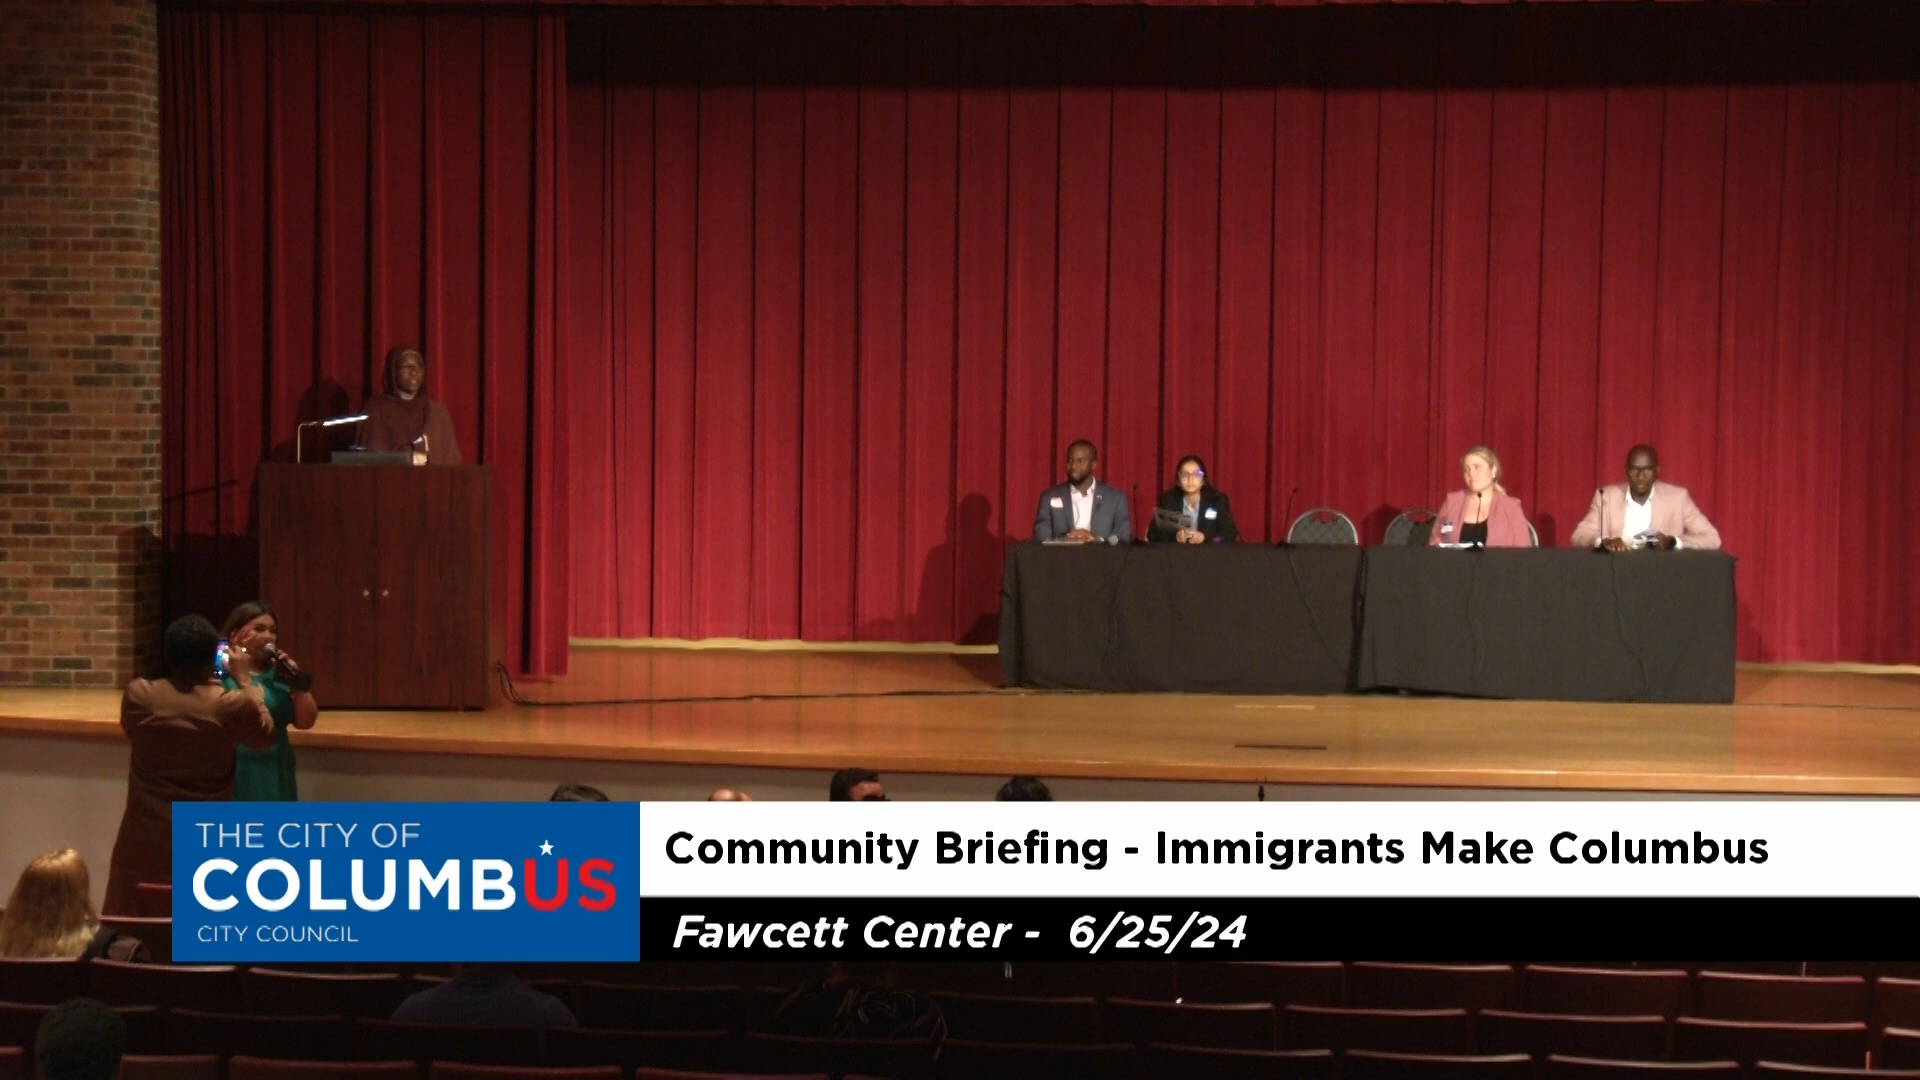 THE CITY OF
COLUMBUS
CITY COUNCIL
Community Briefing - Immigrants Make Columbus
Fawcett Center - 6/25/24